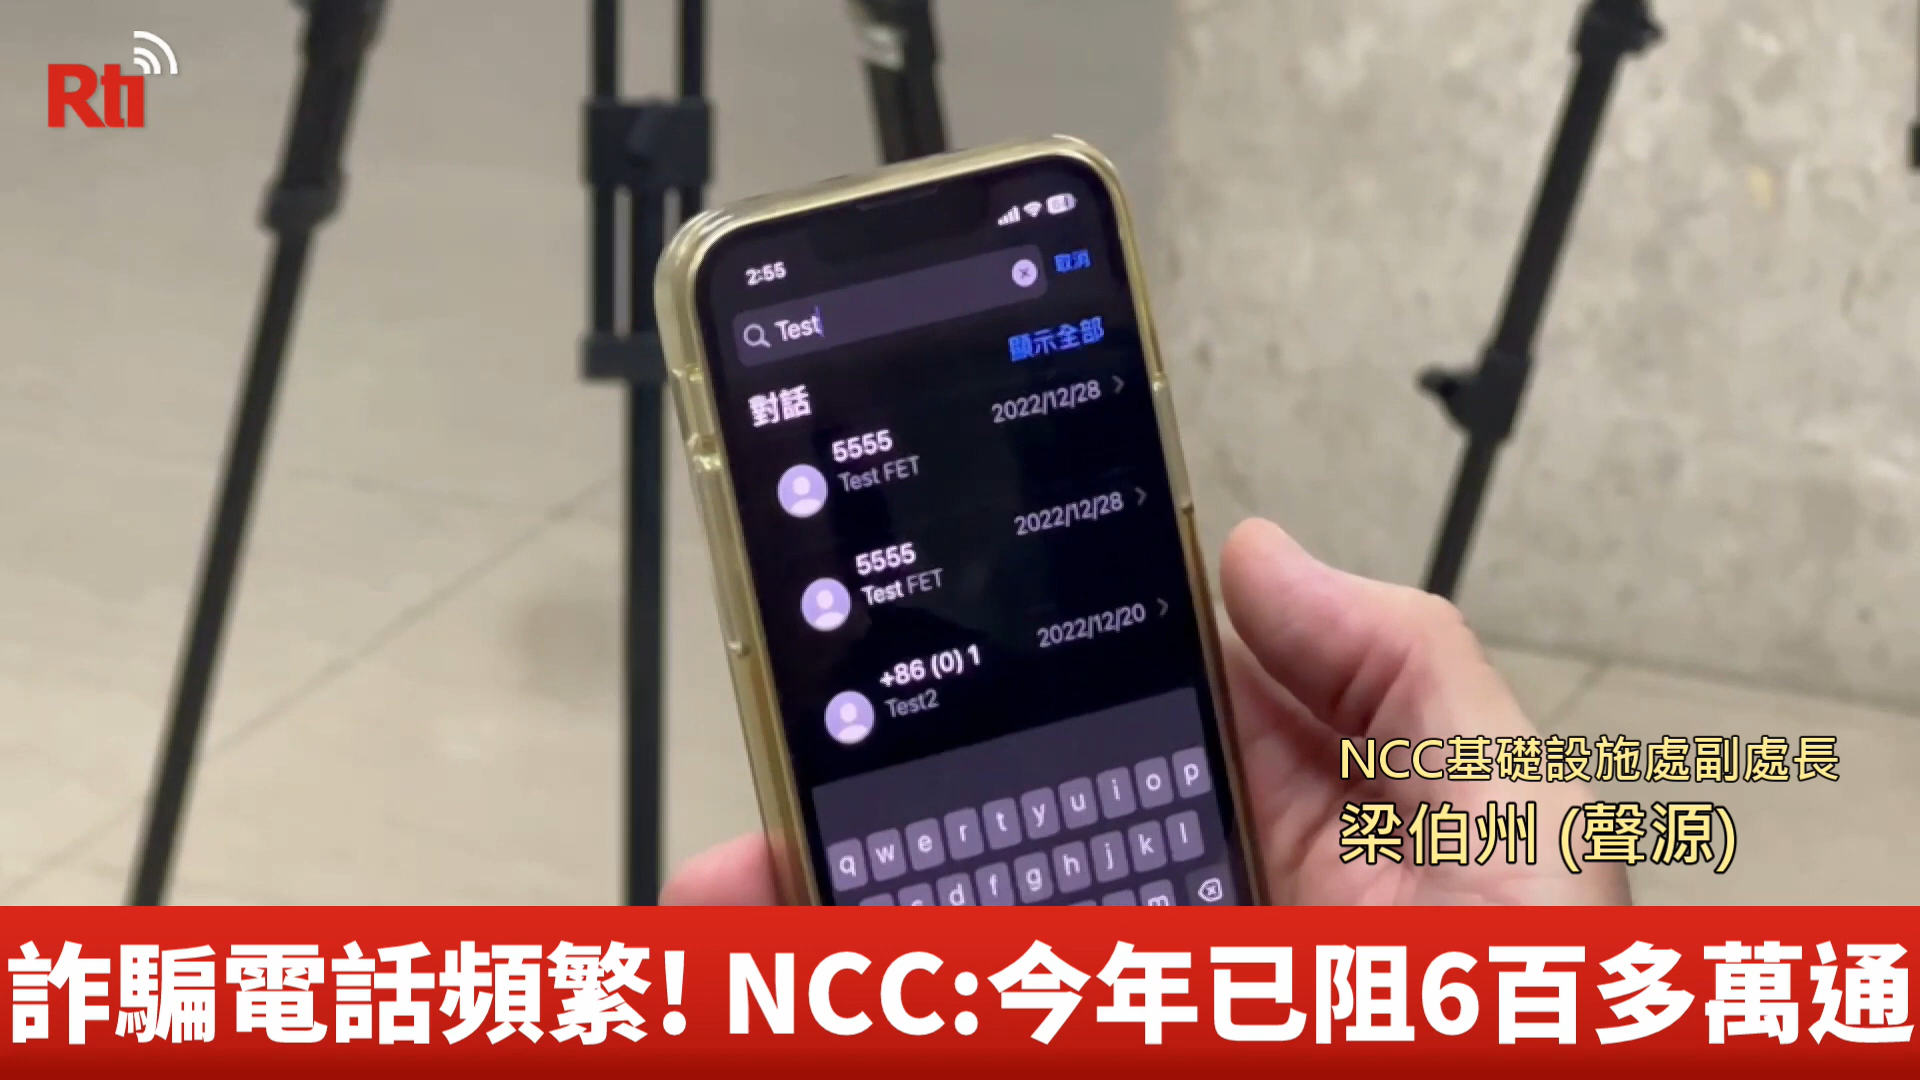 Rti
2:55
Test
取消
顯示全部
對話
5555
2022/12/28
Test FET
5555
2022/12/28
Test FET
+86 (0) 1
2022/12/20
Test2
q w e r t y u i o p
d f g h j k l
m
NCC基礎設施處副處長
梁伯州 (聲源)
詐騙電話頻繁! NCC:今年已阻6百多萬通